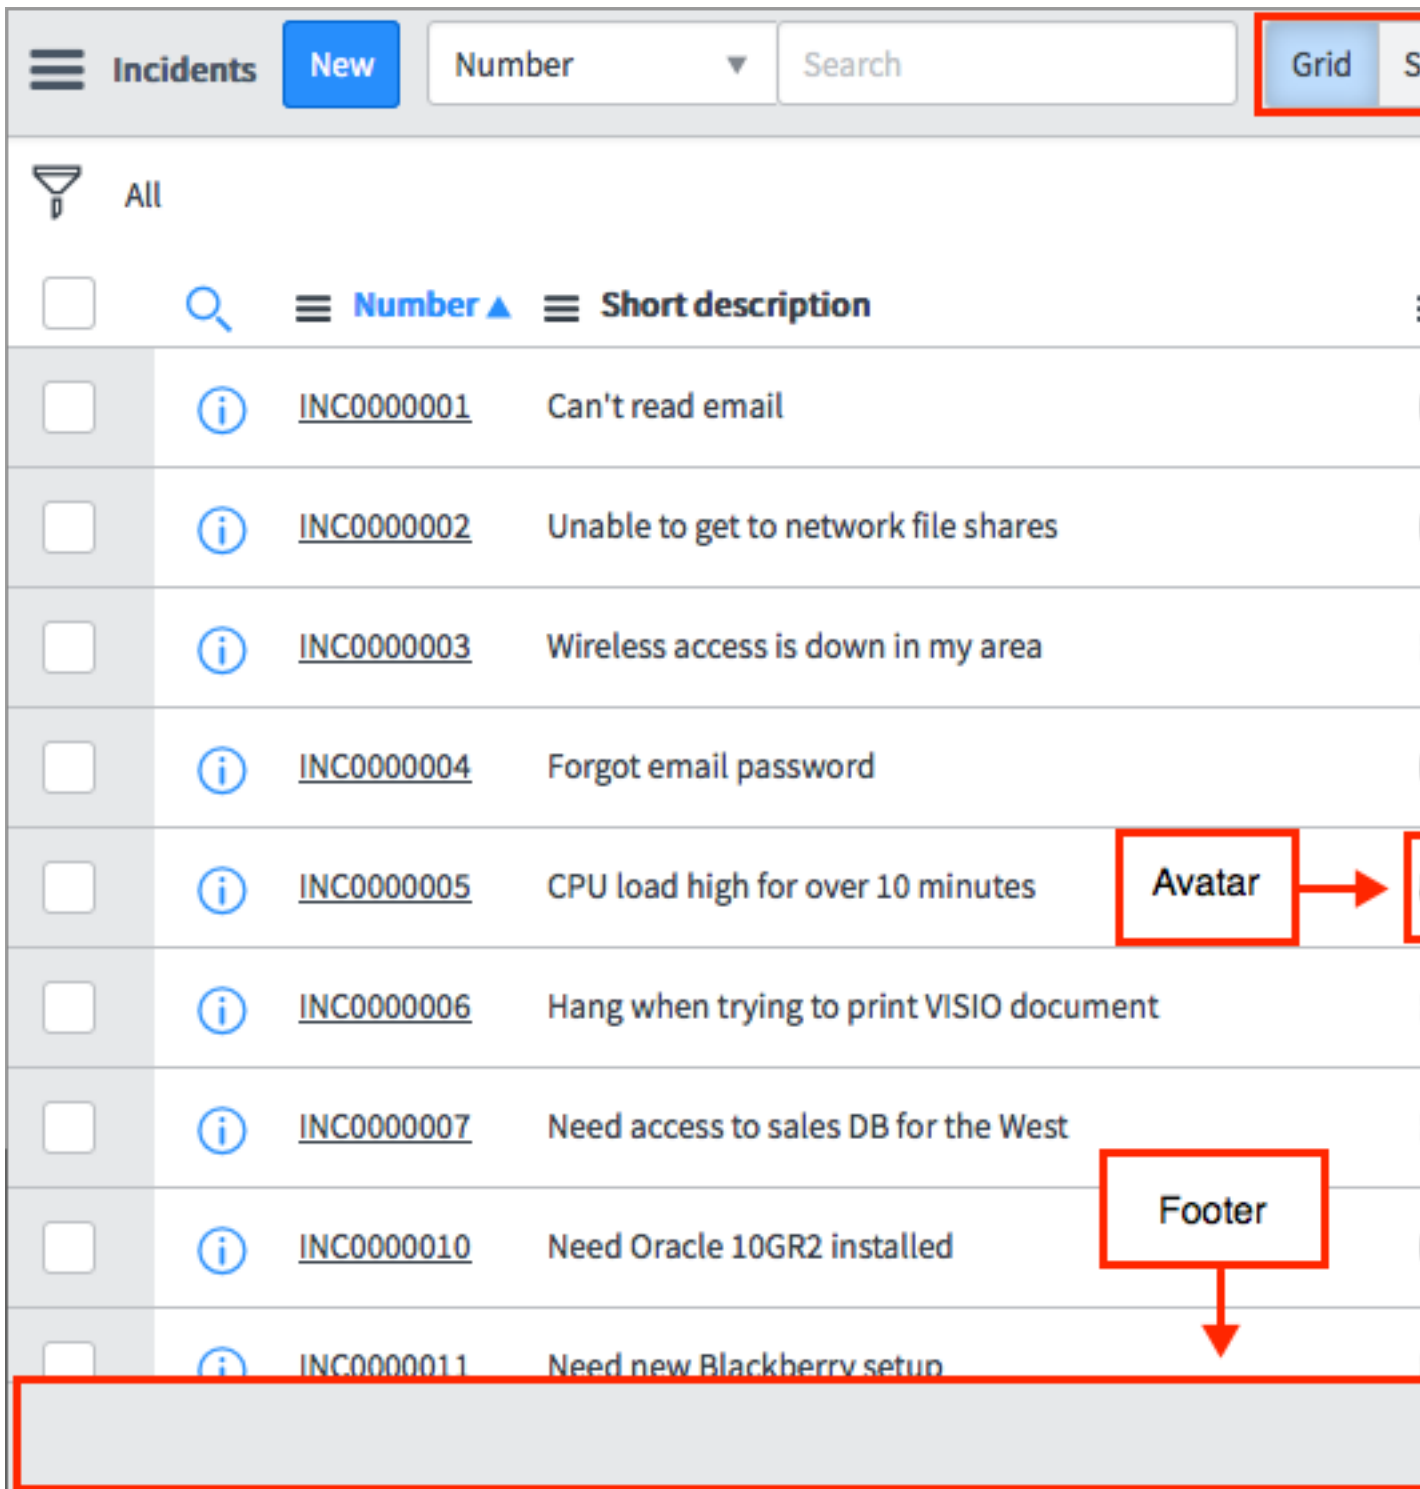 Incidents New Number Search Grid S
All
Number Short description
INC0000001 Can't read email
INC0000002 Unable to get to network file shares
INC0000003 Wireless access is down in my area
INC0000004 Forgot email password
INC0000005 CPU load high for over 10 minutes Avatar
INC0000006 Hang when trying to print VISIO document
INC0000007 Need access to sales DB for the West
Footer
INC0000010 Need Oracle 10GR2 installed
INC0000011 Need new Blackberry setup